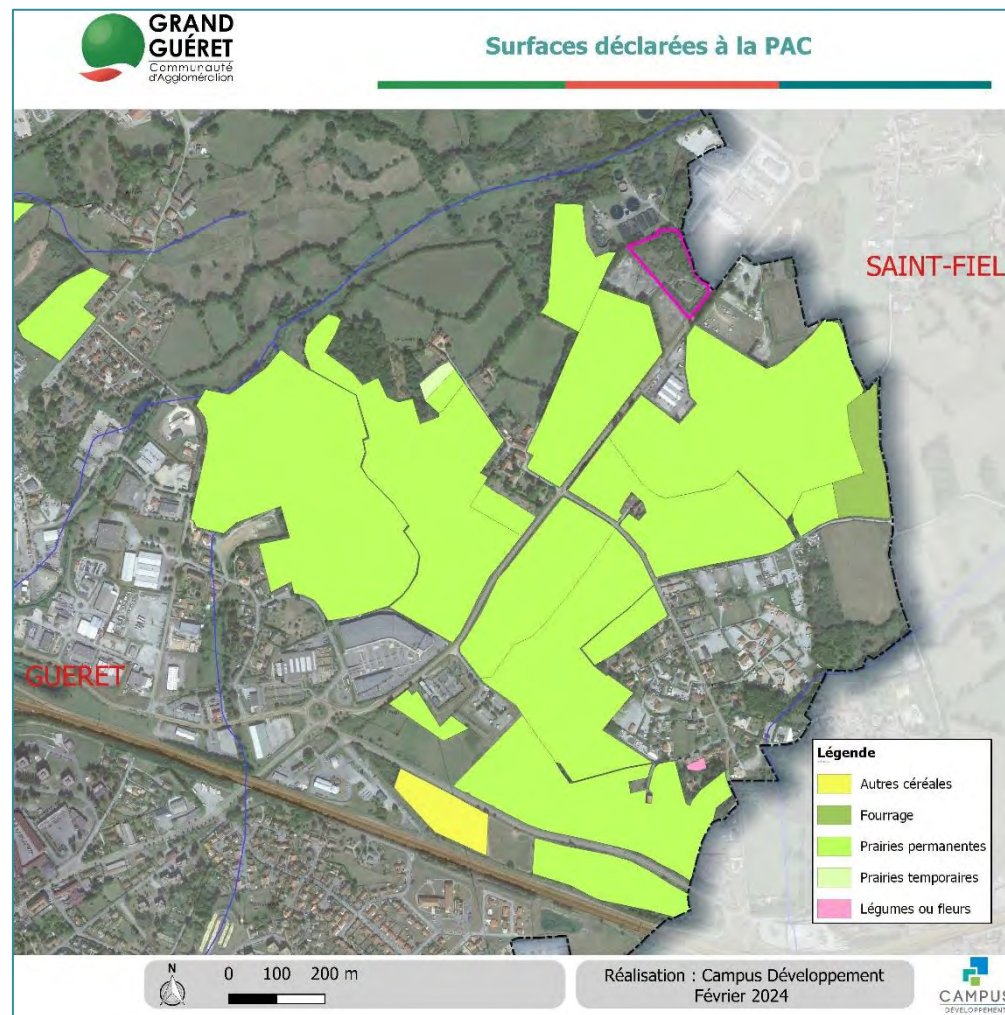 GRAND
GUÉRET
Communauté
d'Agglomération
Surfaces déclarées à la PAC
SAINT-FIEL
GUERET
Légende
Autres céréales
Fourrage
Prairies permanentes
Prairies temporaires
Légumes ou fleurs
N
0 100 200 m
Réalisation : Campus Développement
Février 2024
CAMPUS
DÉVELOPPEMENT